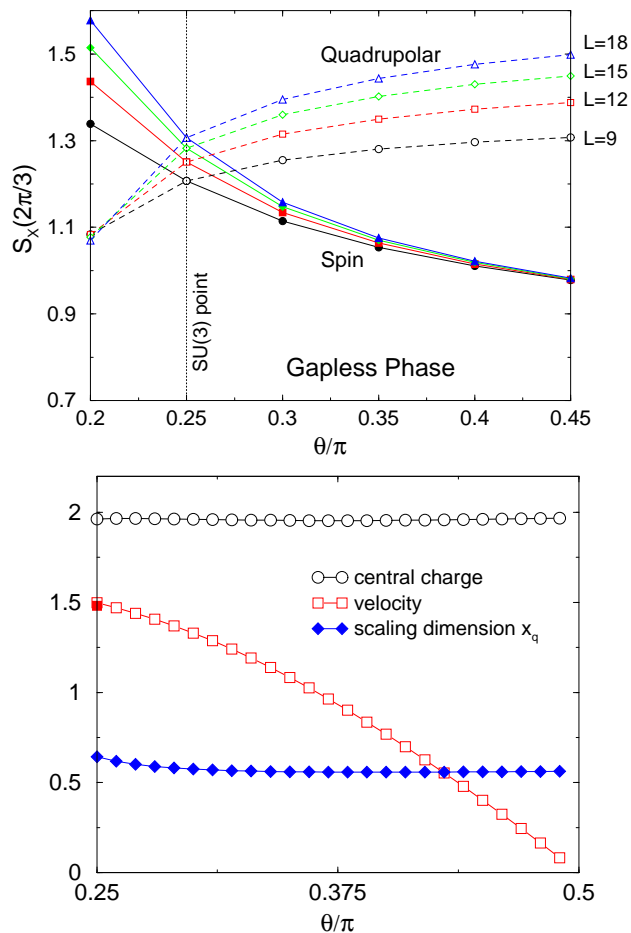 1.5
1.3
1.1
0.9
0.7
S_X(2π/3)
Quadrupolar
L=18
L=15
L=12
L=9
Spin
SU(3) point
Gapless Phase
0.2 0.25 0.3 0.35 0.4 0.45
θ/π
2
1.5
1
0.5
0
central charge
velocity
scaling dimension x_q
0.25 0.375 0.5
θ/π